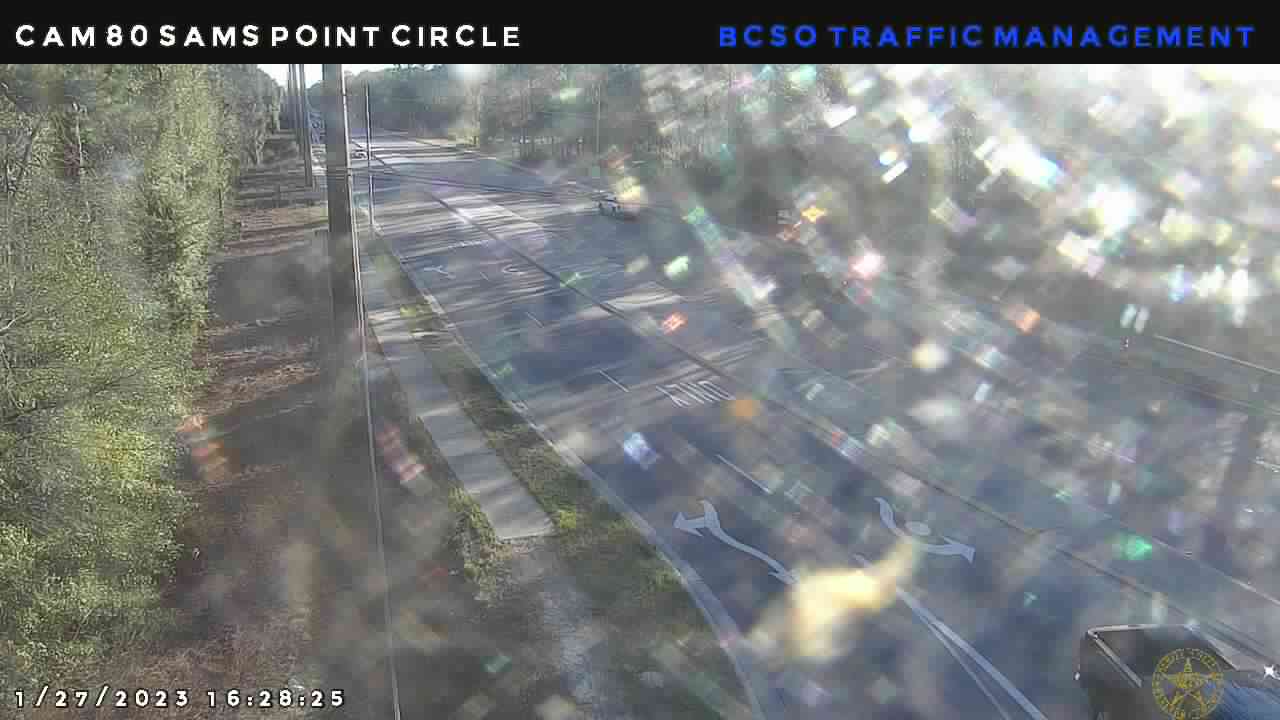 CAM 80 SAMS POINT CIRCLE
BCSO TRAFFIC MANAGEMENT
ONLY
1/27/2023 16:28:25